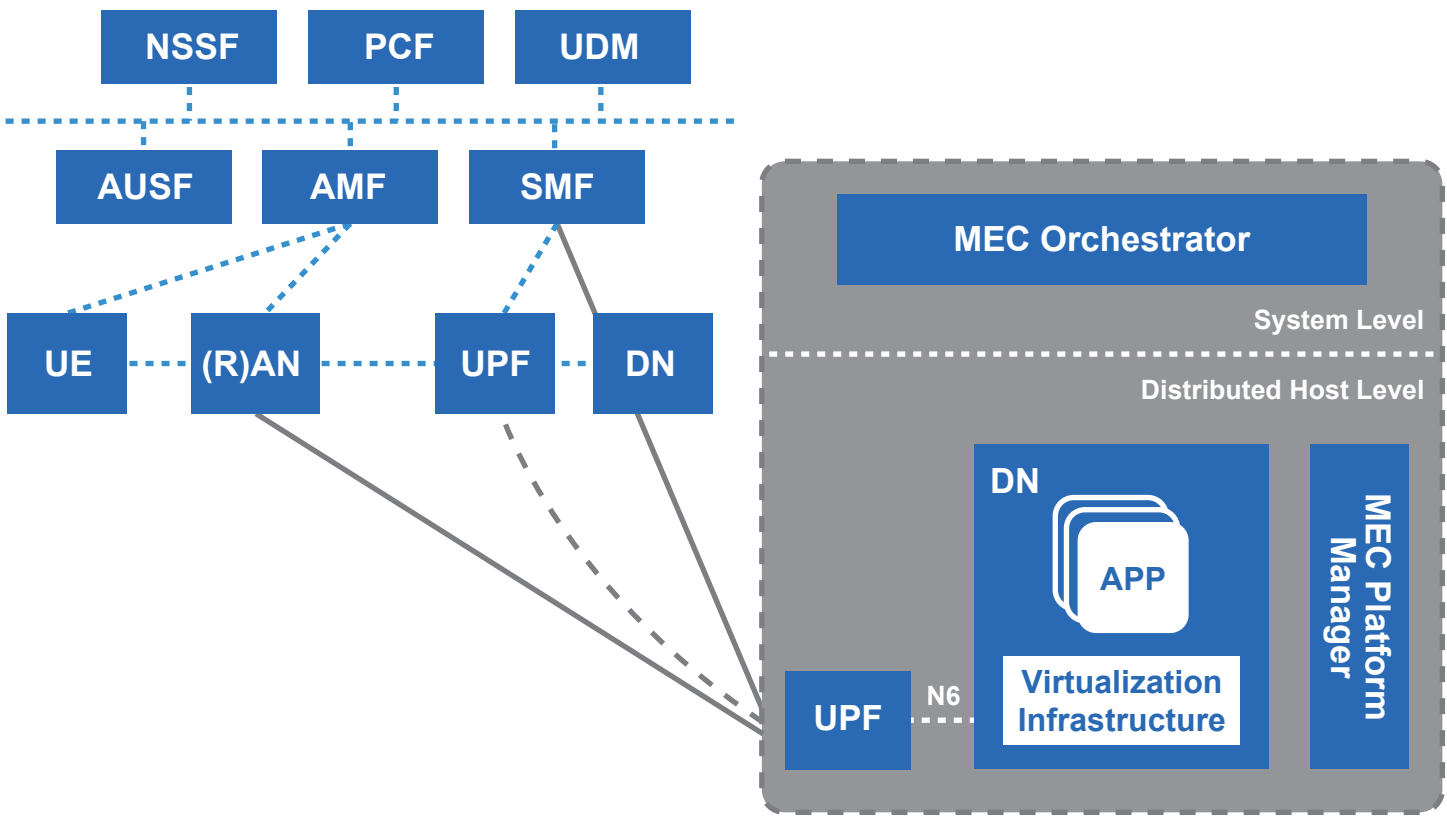 NSSF
PCF
UDM
AUSF
AMF
SMF
UE
(R)AN
UPF
DN
MEC Orchestrator
System Level
Distributed Host Level
DN
APP
Virtualization
Infrastructure
UPF
N6
MEC Platform
Manager